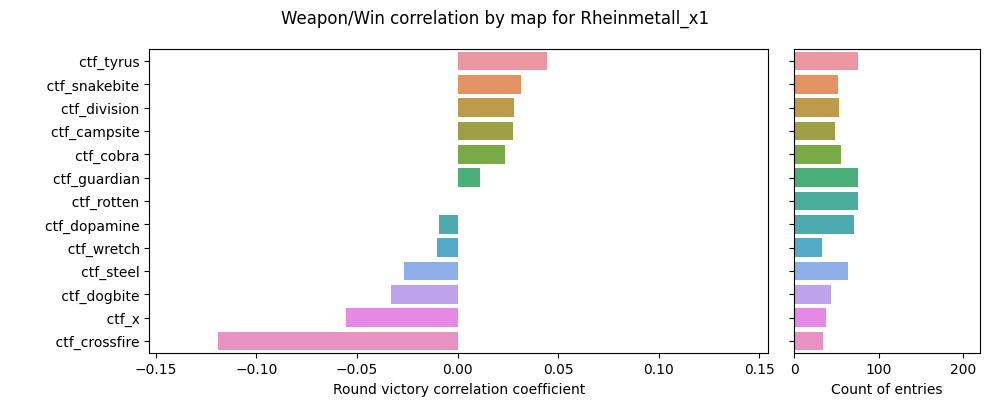 Weapon/Win correlation by map for Rheinmetall_x1
ctf_tyrus
ctf_snakebite
ctf_division
ctf_campsite
ctf_cobra
ctf_guardian
ctf_rotten
ctf_dopamine
ctf_wretch
ctf_steel
ctf_dogbite
ctf_x
ctf_crossfire
−0.15 −0.10 −0.05 0.00 0.05 0.10 0.15
Round victory correlation coefficient
0 100 200
Count of entries